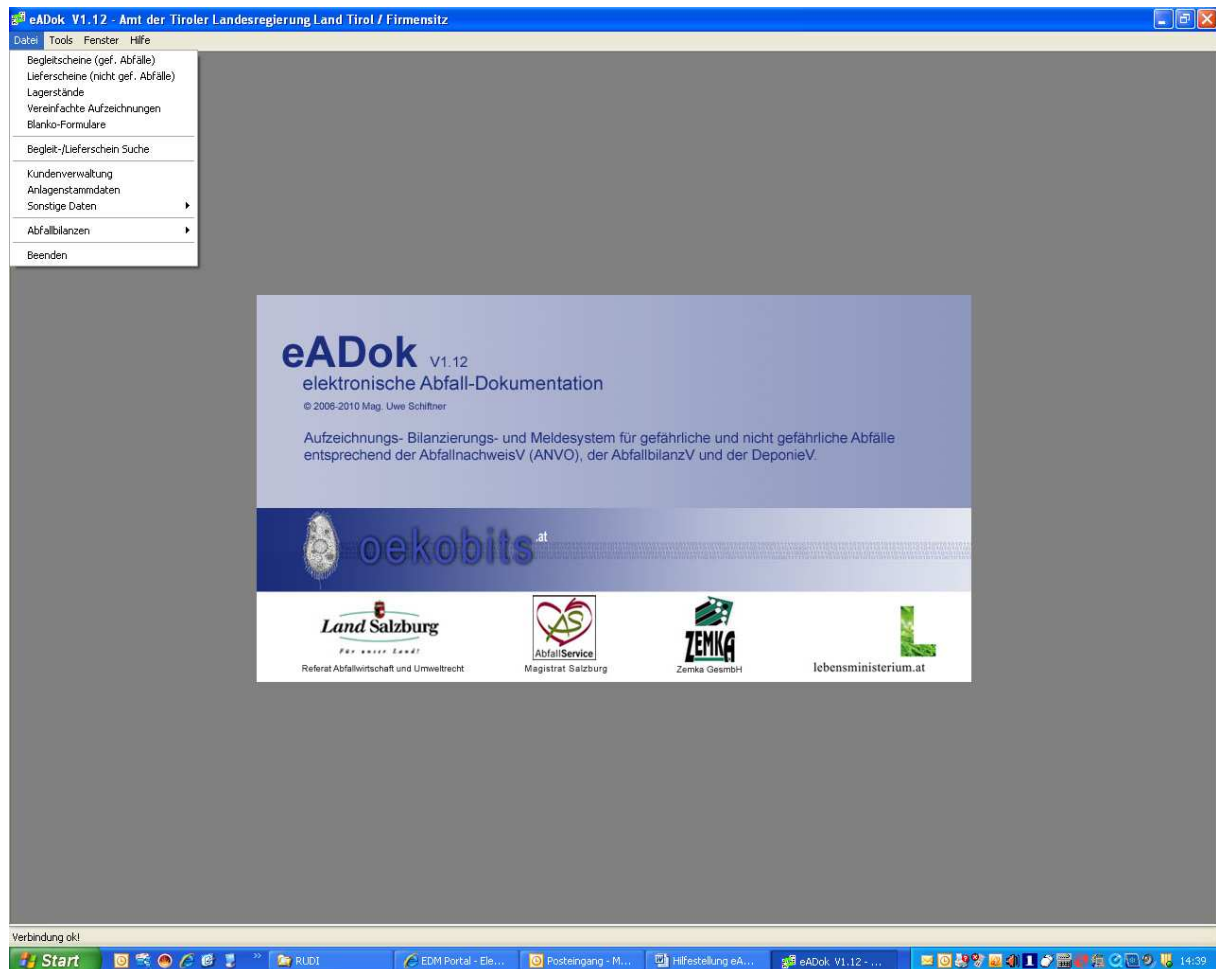 eADok V1.12 - Amt der Tiroler Landesregierung Land Tirol / Firmensitz
Datei Tools Fenster Hilfe
Begleitscheine (gef. Abfälle)
Lieferscheine (nicht gef. Abfälle)
Lagerstände
Vereinfachte Aufzeichnungen
Blanko-Formulare
Begleit-/Lieferschein Suche
Kundenverwaltung
Anlagenstammdaten
Sonstige Daten
Abfallbilanzen
Beenden
eADok V1.12
elektronische Abfall-Dokumentation
© 2006-2010 Mag. Uwe Schiftner
Aufzeichnungs- Bilanzierungs- und Meldesystem für gefährliche und nicht gefährliche Abfälle
entsprechend der AbfallnachweisV (ANVO), der AbfallbilanzV und der DeponieV.
oekobits .at
Land Salzburg
Für unser Land!
Referat Abfallwirtschaft und Umweltrecht
AS
AbfallService
Magistrat Salzburg
ZEMKA
Zemka GesmbH
L
lebensministerium.at
Verbindung ok!
Start RUDI EDM Portal - Ele... Posteingang - M... Hilfestellung eA... eADok V1.12 - ... 14:39